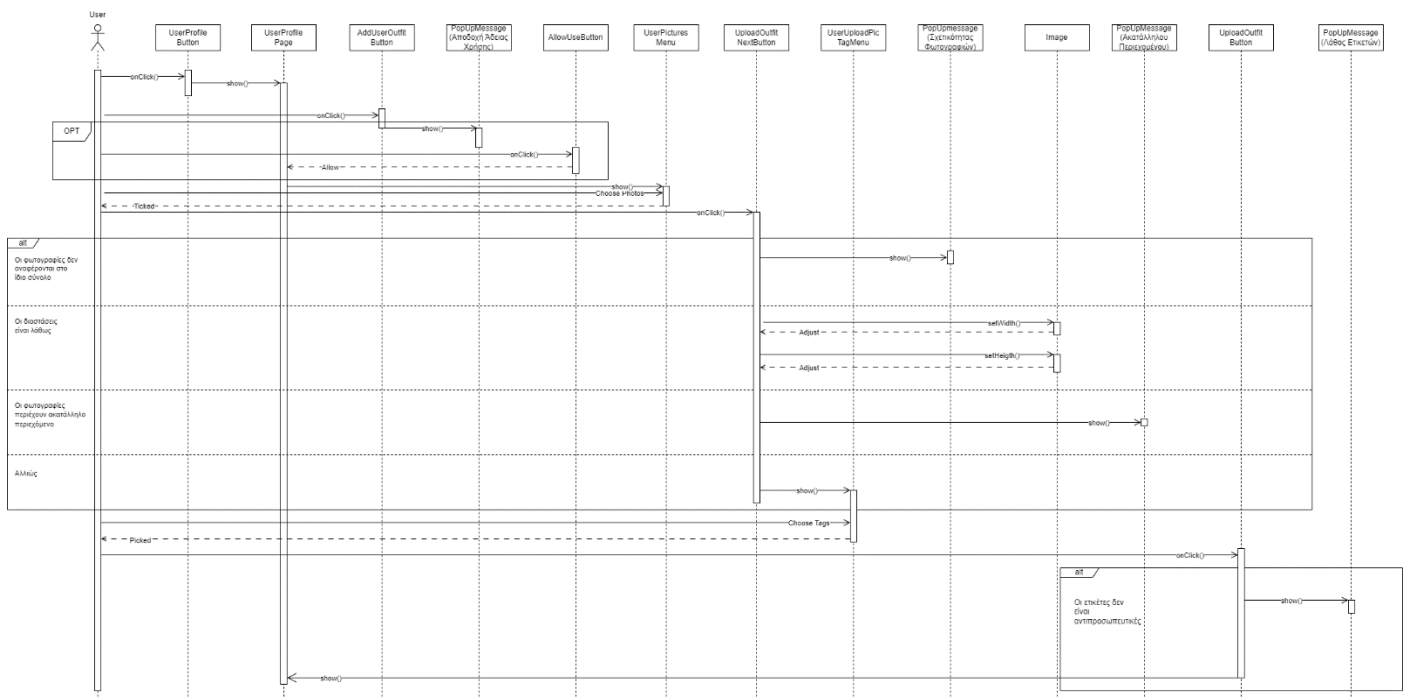 User
UserProfile
Button
UserProfile
Page
AddUserOutfit
Button
PopUpMessage
(Αποδοχή Άδειας
Χρήσης)
AllowUseButton
UserPictures
Menu
UploadOutfit
NextButton
UserUploadPic
TagMenu
PopUpmessage
(Σχετικότητας
Φωτογραφιών)
Image
PopUpMessage
(Ακατάλληλου
Περιεχομένου)
UploadOutfit
Button
PopUpMessage
(Λάθος Ετικετών)
onClick()
show()
onClick()
OPT
show()
onClick()
Allow
show()
Choose Photos
Ticked
onClick()
alt
Οι φωτογραφίες δεν
αναφέρονται στο
ίδιο σύνολο
show()
Οι διαστάσεις
είναι λάθως
setWidth()
Adjust
setHeigth()
Adjust
Οι φωτογραφίες
περιέχουν ακατάλληλο
περιεχόμενο
show()
Αλλιώς
show()
Choose Tags
Picked
onClick()
alt
Οι ετικέτες δεν
είναι
αντιπροσωπευτικές
show()
show()